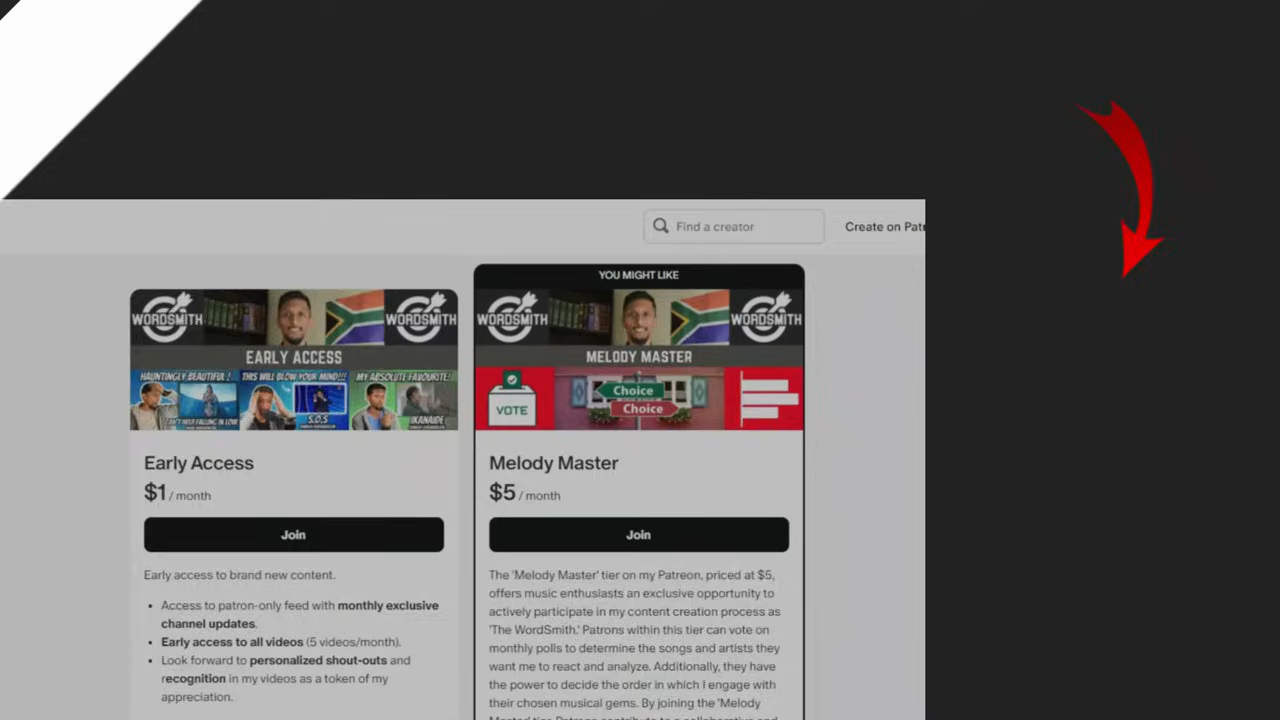 Find a creator
Create on Patr
YOU MIGHT LIKE
WORDSMITH
WORDSMITH
EARLY ACCESS
HAUNTINGLY BEAUTIFUL!
THIS WILL BLOW YOUR MIND!!!
MY ABSOLUTE FAVOURITE!
CAN'T HELP FALLING IN LOVE
S.O.S
IKANAIDE
WORDSMITH
WORDSMITH
MELODY MASTER
VOTE
Choice
Choice
Early Access
$1 / month
Join
Early access to brand new content.
• Access to patron-only feed with monthly exclusive
channel updates.
• Early access to all videos (5 videos/month).
• Look forward to personalized shout-outs and
recognition in my videos as a token of my
appreciation.
Melody Master
$5 / month
Join
The 'Melody Master' tier on my Patreon, priced at $5,
offers music enthusiasts an exclusive opportunity to
actively participate in my content creation process as
'The WordSmith.' Patrons within this tier can vote on
monthly polls to determine the songs and artists they
want me to react and analyze. Additionally, they have
the power to decide the order in which I engage with
their chosen musical gems. By joining the 'Melody